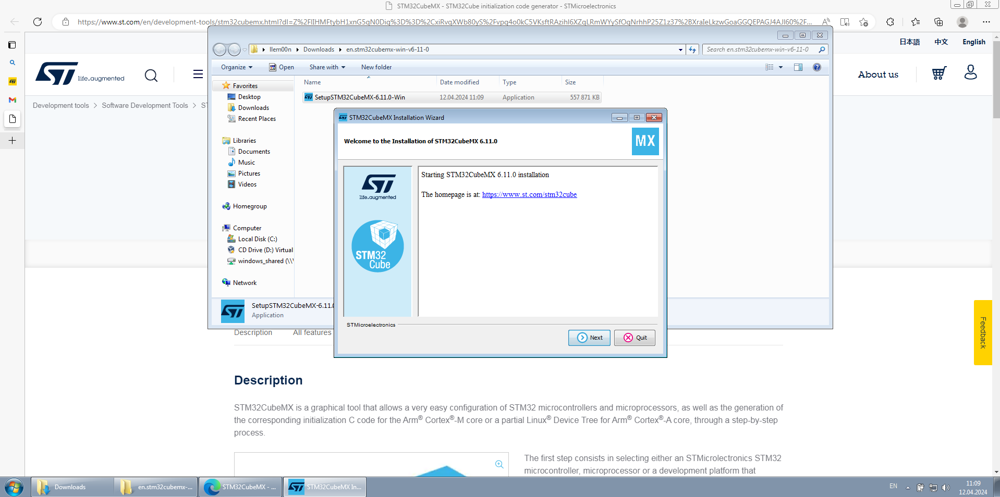 STM32CubeMX - STM32Cube initialization code generator - STMicroelectronics
https://www.st.com/en/development-tools/stm32cubemx.html?dl=Z%2FlIHMFtybH1xnG5qN0Dig%3D%3D%2CxiRvqXWb80yS%2Fvpg4o0kC5VKsftRAzihI6XZqLRmWYySfOgNrhhP25Z1z37%2BXraIeLkzwGoaGGQEPAGJ4AJl60%2F...
日本語 中文 English
life.augmented
About us
Development tools > Software Development Tools > ST
llem00n ▸ Downloads ▸ en.stm32cubemx-win-v6-11-0
Search en.stm32cubemx-win-v6-11-0
Organize Open Share with New folder
Name Date modified Type Size
SetupSTM32CubeMX-6.11.0-Win 12.04.2024 11:09 Application 557 871 KB
Favorites
Desktop
Downloads
Recent Places
Libraries
Documents
Music
Pictures
Videos
Homegroup
Computer
Local Disk (C:)
CD Drive (D:) Virtual
windows_shared (\\
Network
SetupSTM32CubeMX-6.11.0
Application
STM32CubeMX Installation Wizard
Welcome to the Installation of STM32CubeMX 6.11.0
MX
life.augmented
STM32
Cube
Starting STM32CubeMX 6.11.0 installation
The homepage is at: https://www.st.com/stm32cube
STMicroelectronics
Next Quit
Feedback
Description All features
Description
STM32CubeMX is a graphical tool that allows a very easy configuration of STM32 microcontrollers and microprocessors, as well as the generation of
the corresponding initialization C code for the Arm® Cortex®-M core or a partial Linux® Device Tree for Arm® Cortex®-A core, through a step-by-step
process.
The first step consists in selecting either an STMicrolectronics STM32
microcontroller, microprocessor or a development platform that
Downloads en.stm32cubemx-... STM32CubeMX - ... STM32CubeMX In...
EN
11:09
12.04.2024